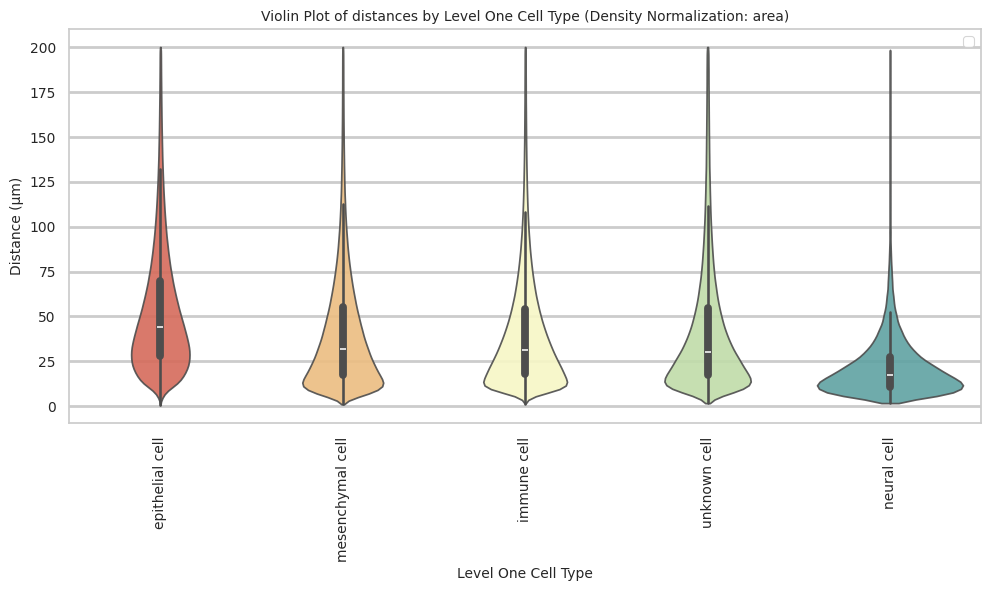 Violin Plot of distances by Level One Cell Type (Density Normalization: area)
Distance (μm)
200
175
150
125
100
75
50
25
0
epithelial cell
mesenchymal cell
immune cell
unknown cell
neural cell
Level One Cell Type